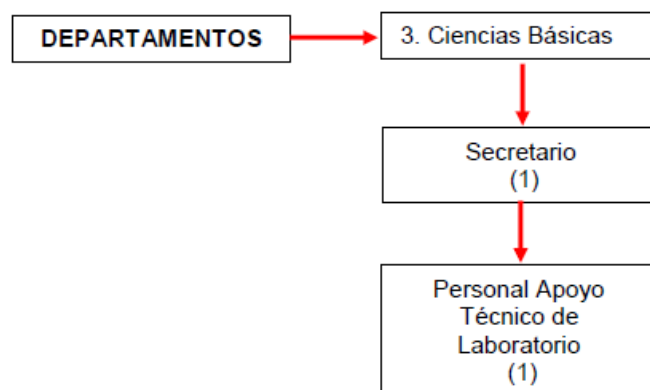 DEPARTAMENTOS
3. Ciencias Básicas
Secretario
(1)
Personal Apoyo
Técnico de
Laboratorio
(1)